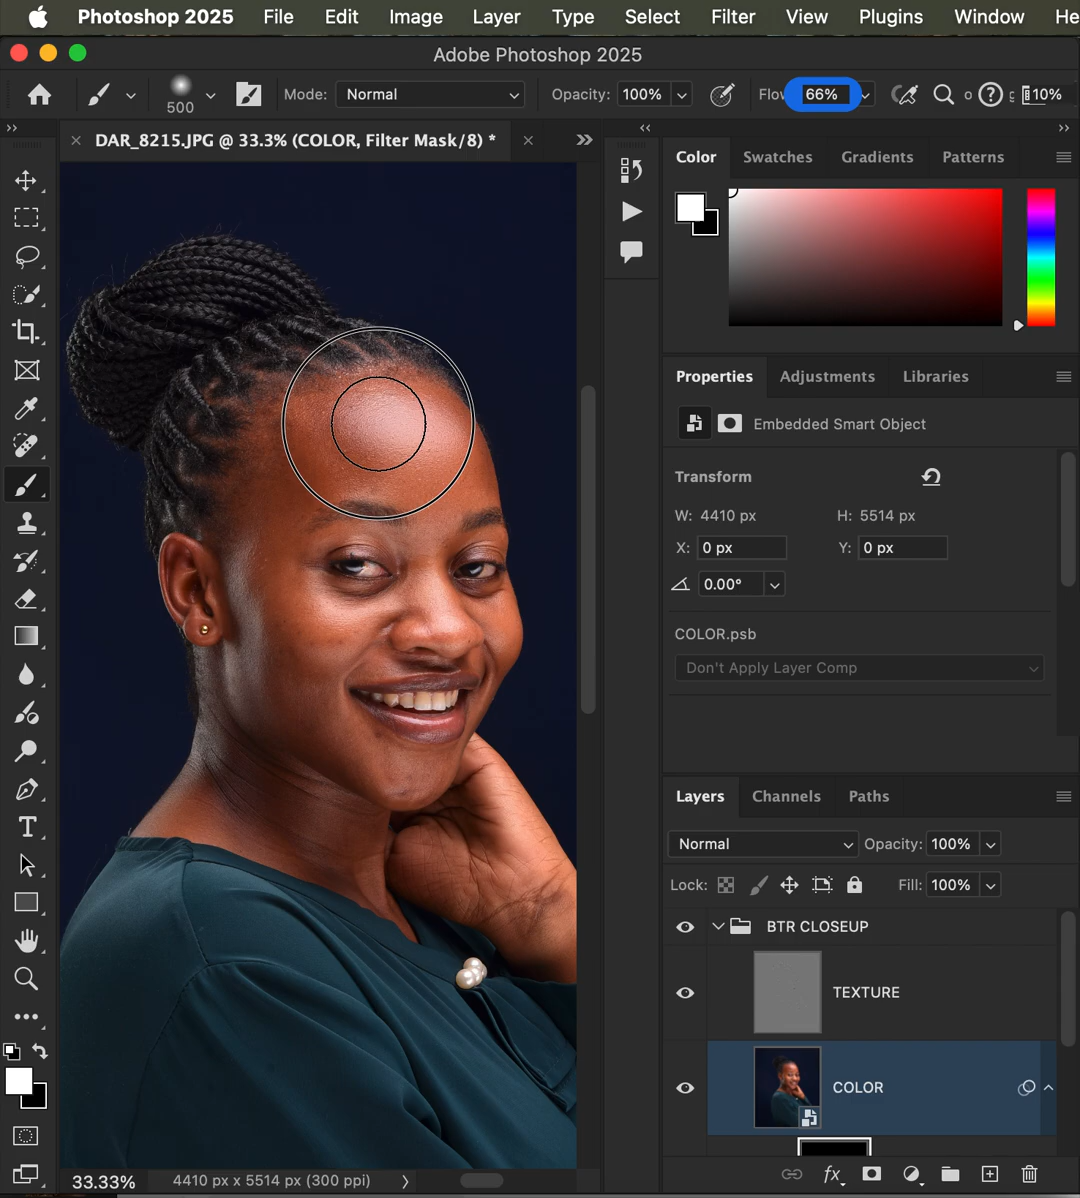 Photoshop 2025 File Edit Image Layer Type Select Filter View Plugins Window He
Adobe Photoshop 2025
500 Mode: Normal Opacity: 100% Flow 66% 10%
DAR_8215.JPG @ 33.3% (COLOR, Filter Mask/8) *
Color Swatches Gradients Patterns
Properties Adjustments Libraries
Embedded Smart Object
Transform
W: 4410 px H: 5514 px
X: 0 px Y: 0 px
0.00°
COLOR.psb
Don't Apply Layer Comp
Layers Channels Paths
Normal Opacity: 100%
Lock: Fill: 100%
BTR CLOSEUP
TEXTURE
COLOR
33.33% 4410 px x 5514 px (300 ppi)